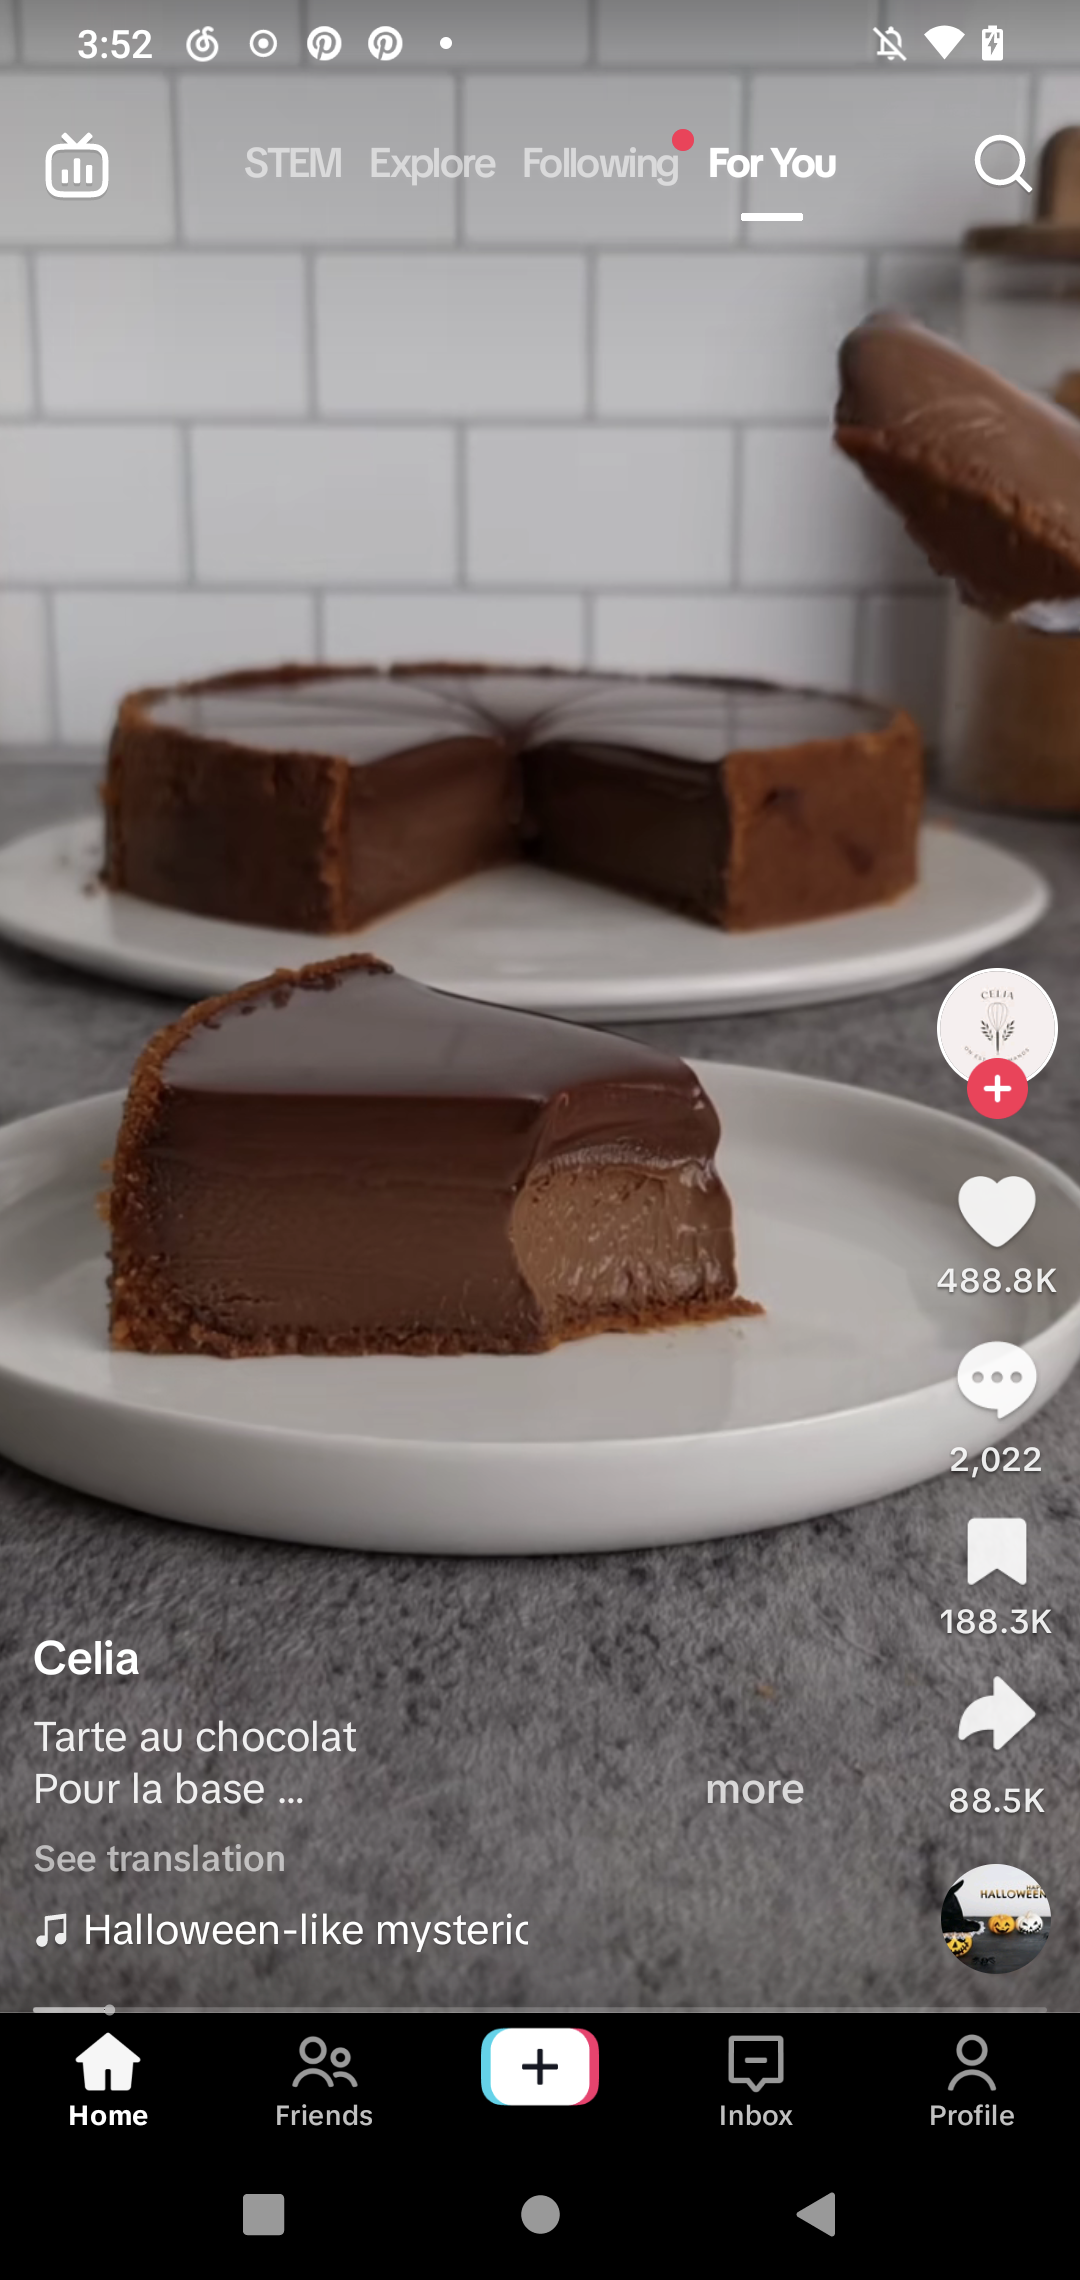 3:52
STEM Explore Following For You
CELIA
488.8K
2,022
188.3K
88.5K
Celia
Tarte au chocolat
Pour la base ...
more
See translation
Halloween-like mysteric
HALLOWEEN
Home Friends Inbox Profile